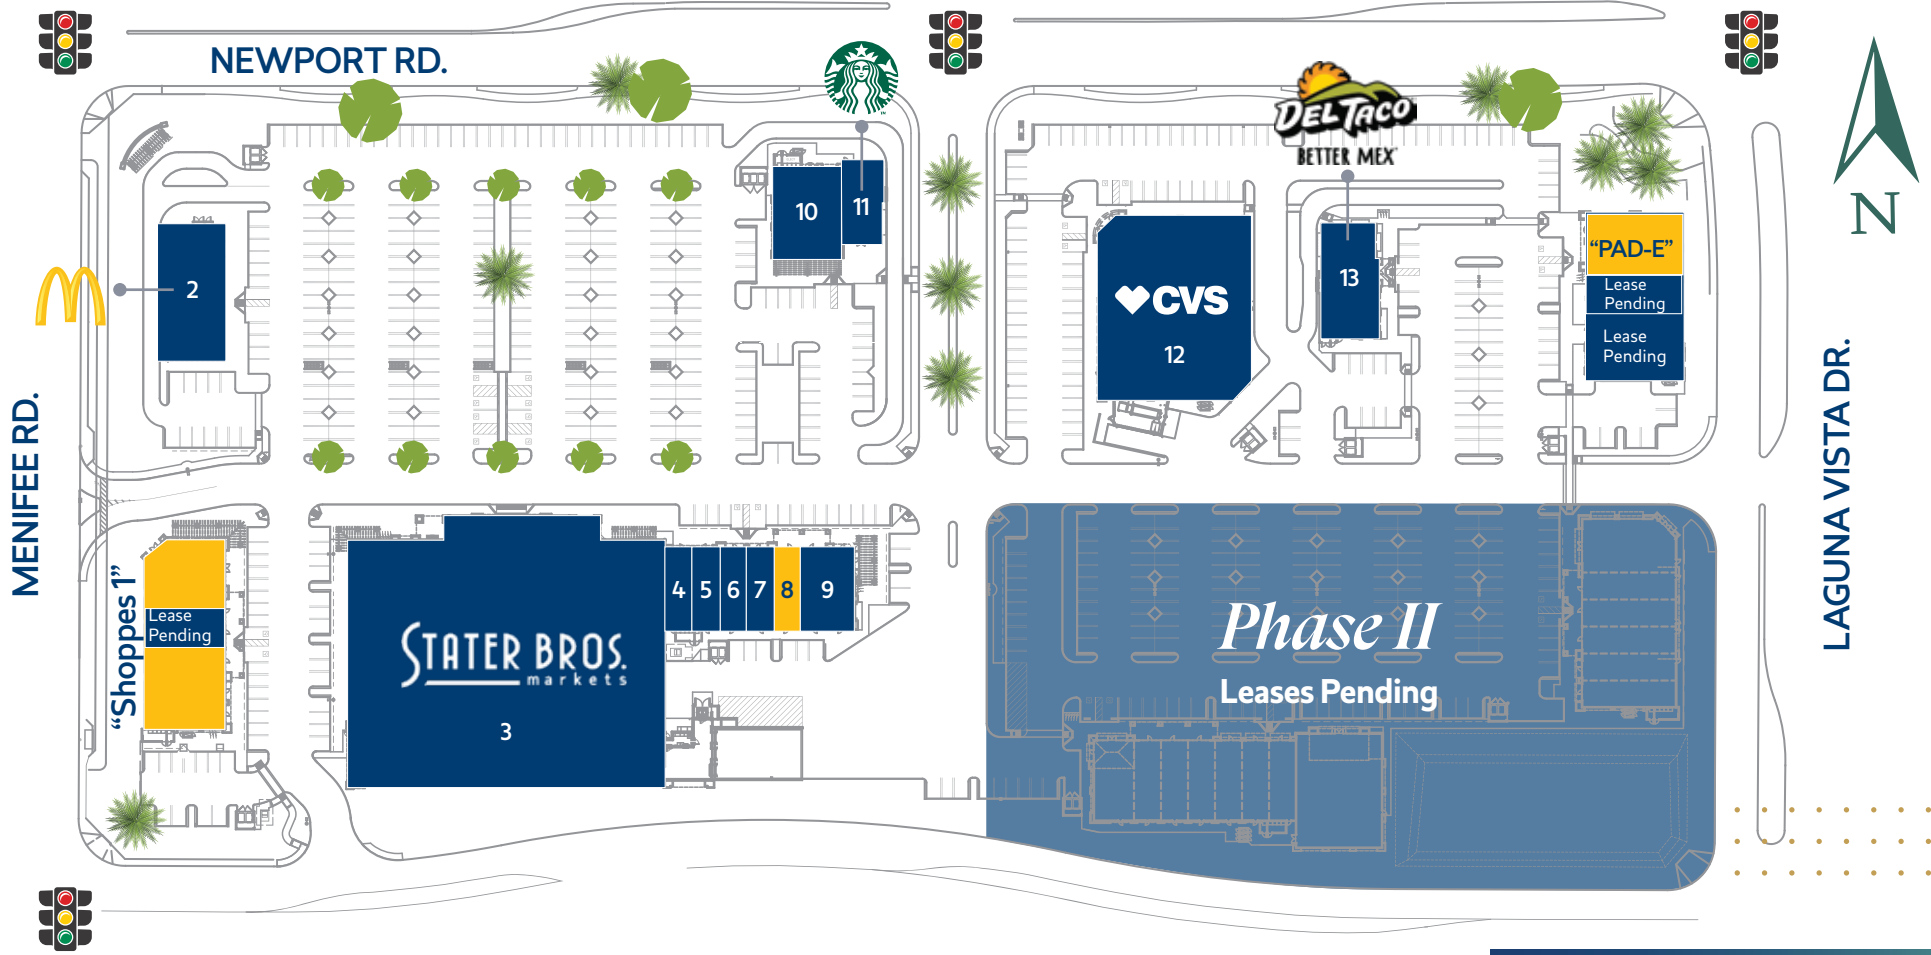 NEWPORT RD.
DEL TACO
BETTER MEX
N
10
11
2
"PAD-E"
Lease
Pending
Lease
Pending
13
CVS
12
MENIFEE RD.
LAGUNA VISTA DR.
"Shoppes 1"
Lease
Pending
4
5
6
7
8
9
STATER BROS.
markets
3
Phase II
Leases Pending